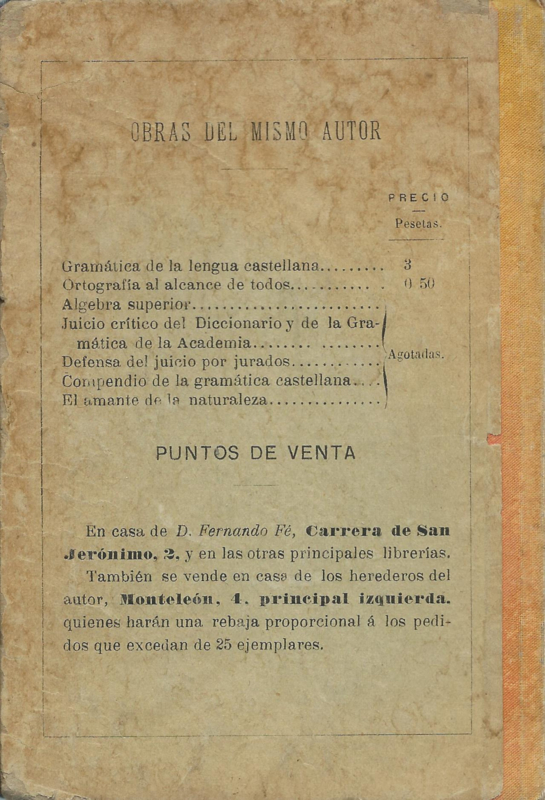 OBRAS DEL MISMO AUTOR
PRECIO
Pesetas.
Gramática de la lengua castellana......... 3
Ortografía al alcance de todos............ 0 50
Algebra superior........................
Juicio crítico del Diccionario y de la Gra-
mática de la Academia..... ........
Defensa del juicio por jurados............ Agotadas.
Compendio de la gramática castellana....
El amante de la naturaleza...............
PUNTOS DE VENTA
En casa de D. Fernando Fé, Carrera de San
Jerónimo, 2, y en las otras principales librerías.
También se vende en casa de los herederos del
autor, Monteleón, 4, principal izquierda,
quienes harán una rebaja proporcional á los pedi-
dos que excedan de 25 ejemplares.